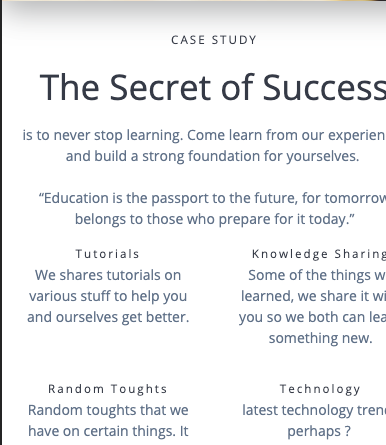 CASE STUDY
The Secret of Success
is to never stop learning. Come learn from our experien
and build a strong foundation for yourselves.
“Education is the passport to the future, for tomorrow
belongs to those who prepare for it today.”
Tutorials
We shares tutorials on
various stuff to help you
and ourselves get better.
Knowledge Sharing
Some of the things w
learned, we share it wi
you so we both can lea
something new.
Random Toughts
Random toughts that we
have on certain things. It
Technology
latest technology tren
perhaps ?